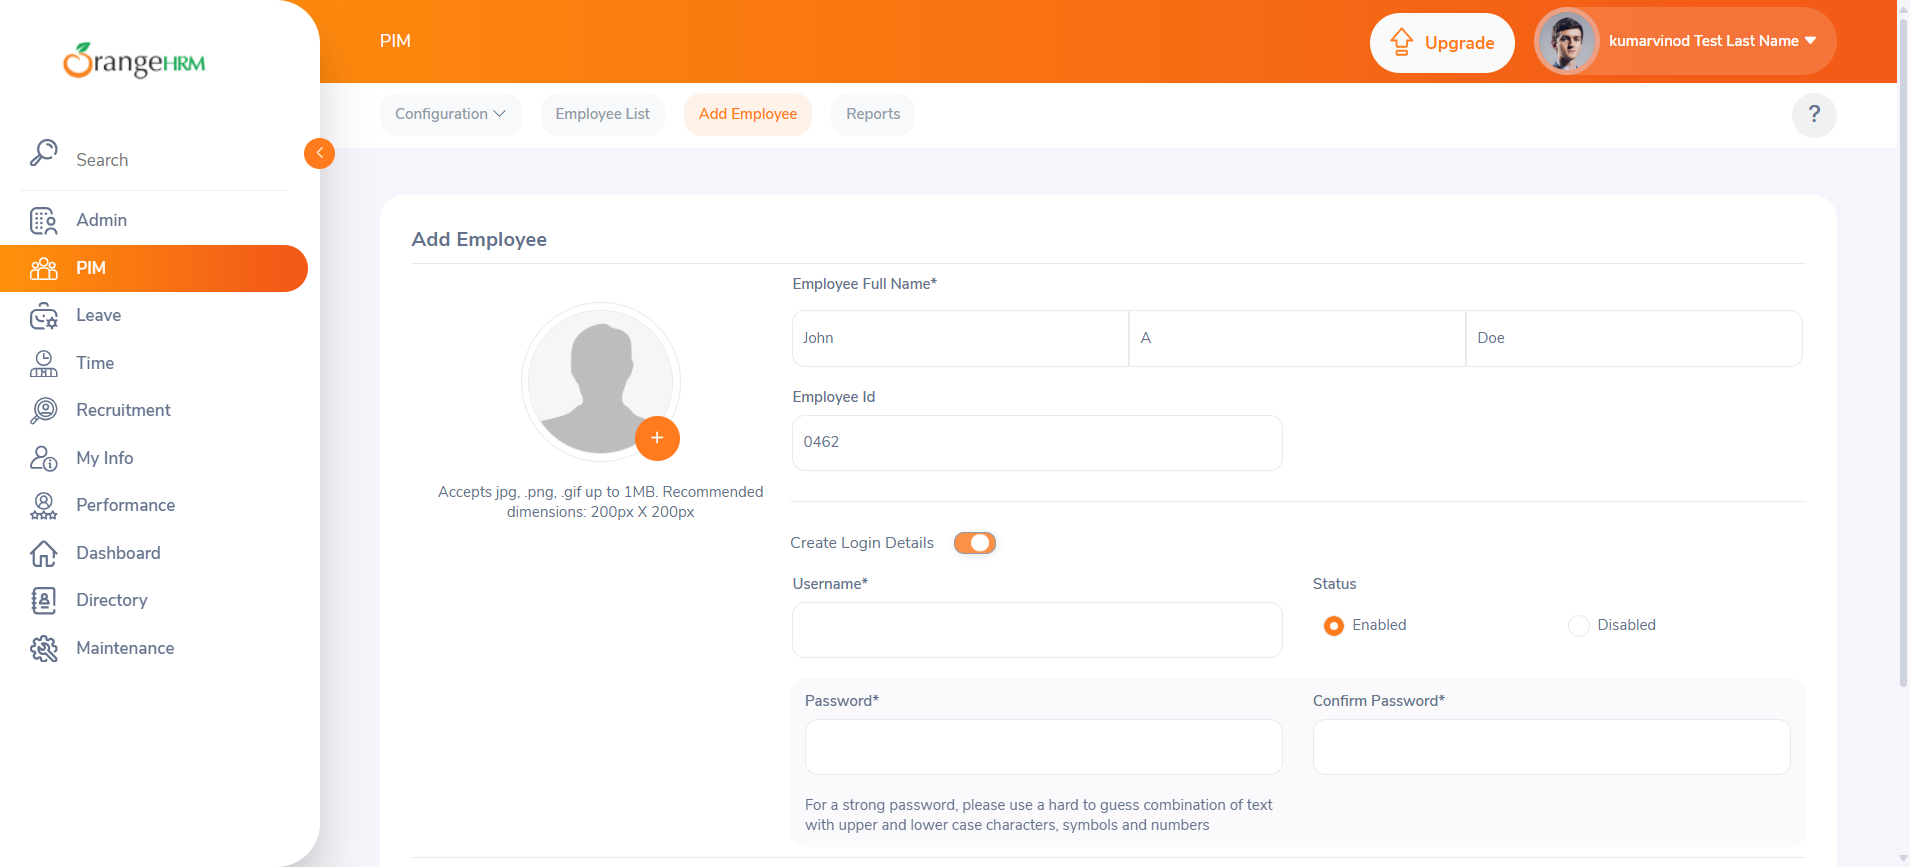 OrangeHRM
PIM
Upgrade
kumarvinod Test Last Name
Configuration
Employee List
Add Employee
Reports
?
Search
Admin
PIM
Leave
Time
Recruitment
My Info
Performance
Dashboard
Directory
Maintenance
Add Employee
Accepts jpg, .png, .gif up to 1MB. Recommended
dimensions: 200px X 200px
Employee Full Name*
John
A
Doe
Employee Id
0462
Create Login Details
Username*
Status
Enabled
Disabled
Password*
Confirm Password*
For a strong password, please use a hard to guess combination of text
with upper and lower case characters, symbols and numbers